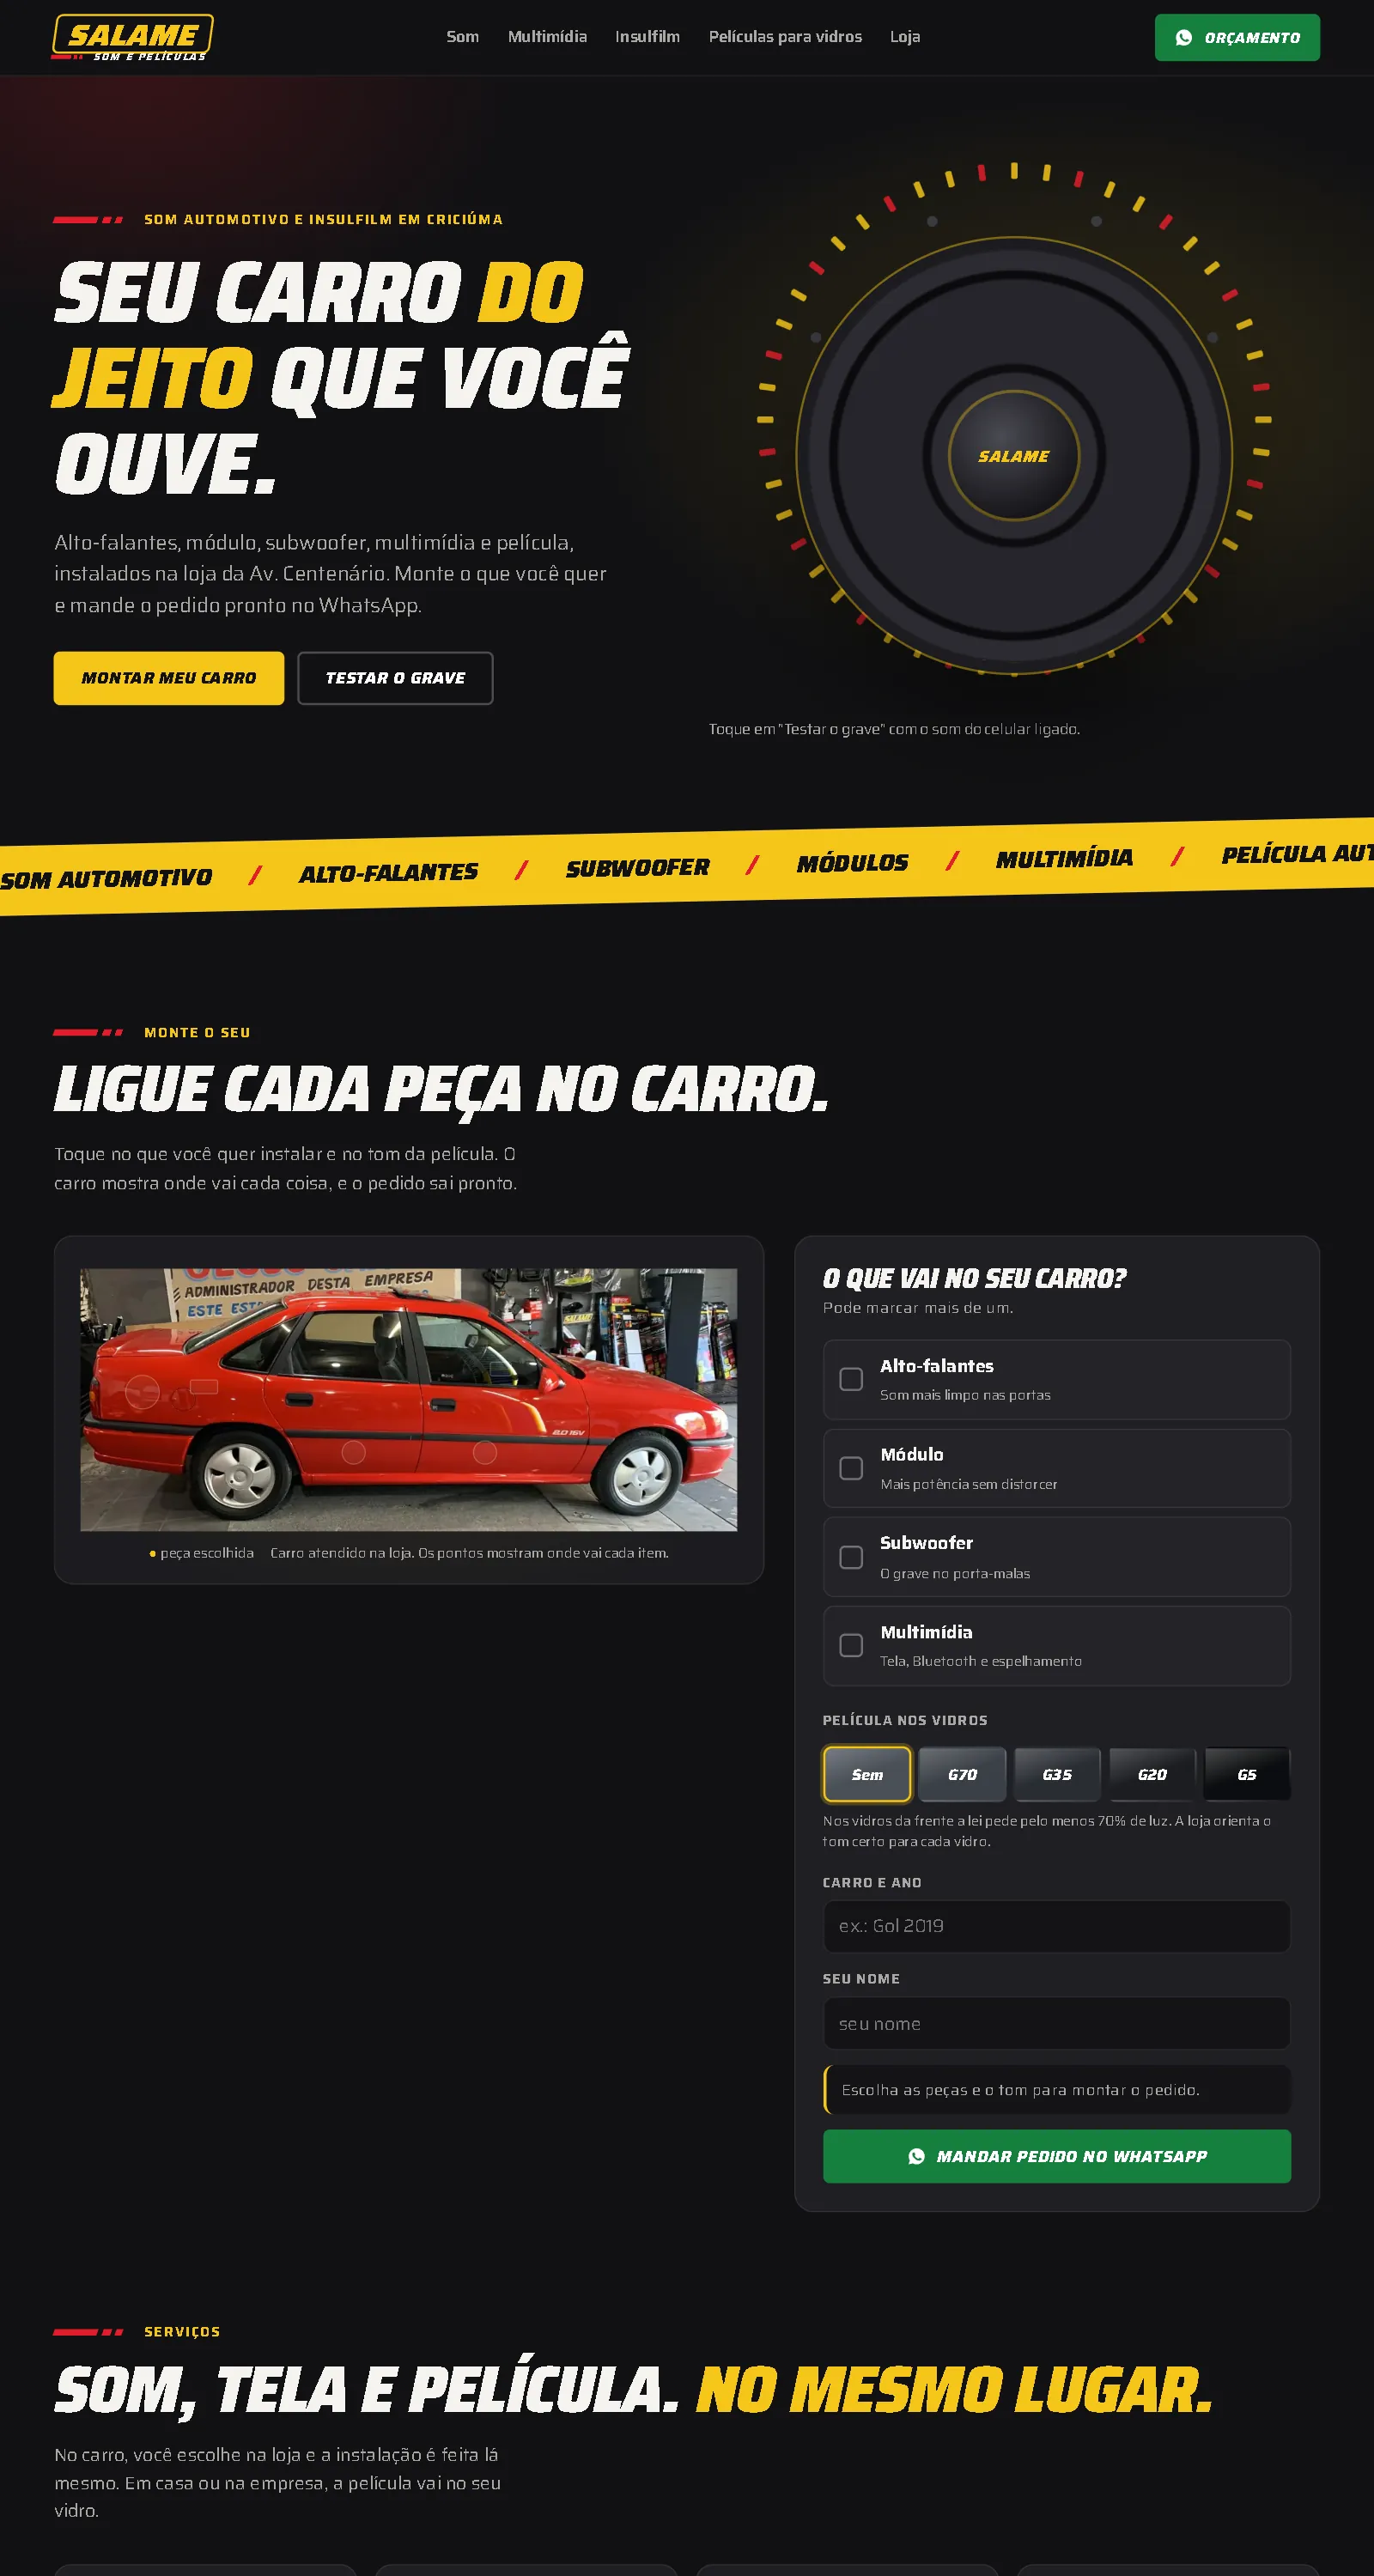 SALAME
SOM E PELÍCULAS
Som
Multimídia
Insulfilm
Películas para vidros
Loja
ORÇAMENTO
SOM AUTOMOTIVO E INSULFILM EM CRICIÚMA
SEU CARRO DO
JEITO QUE VOCÊ
OUVE.
Alto-falantes, módulo, subwoofer, multimídia e película,
instalados na loja da Av. Centenário. Monte o que você quer
e mande o pedido pronto no WhatsApp.
MONTAR MEU CARRO
TESTAR O GRAVE
SALAME
Toque em "Testar o grave" com o som do celular ligado.
SOM AUTOMOTIVO / ALTO-FALANTES / SUBWOOFER / MÓDULOS / MULTIMÍDIA / PELÍCULA AUT
MONTE O SEU
LIGUE CADA PEÇA NO CARRO.
Toque no que você quer instalar e no tom da película. O
carro mostra onde vai cada coisa, e o pedido sai pronto.
ADMINISTRADOR DESTA EMPRESA
ESTE EST
SALAME
2.0 16V
peça escolhida
Carro atendido na loja. Os pontos mostram onde vai cada item.
O QUE VAI NO SEU CARRO?
Pode marcar mais de um.
Alto-falantes
Som mais limpo nas portas
Módulo
Mais potência sem distorcer
Subwoofer
O grave no porta-malas
Multimídia
Tela, Bluetooth e espelhamento
PELÍCULA NOS VIDROS
Sem
G70
G35
G20
G5
Nos vidros da frente a lei pede pelo menos 70% de luz. A loja orienta o
tom certo para cada vidro.
CARRO E ANO
ex.: Gol 2019
SEU NOME
seu nome
Escolha as peças e o tom para montar o pedido.
MANDAR PEDIDO NO WHATSAPP
SERVIÇOS
SOM, TELA E PELÍCULA. NO MESMO LUGAR.
No carro, você escolhe na loja e a instalação é feita lá
mesmo. Em casa ou na empresa, a película vai no seu
vidro.